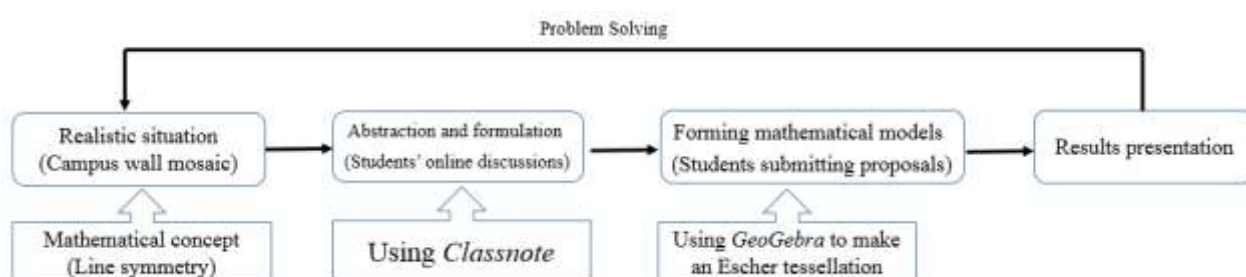 Problem Solving
Realistic situation
(Campus wall mosaic)
Abstraction and formulation
(Students' online discussions)
Forming mathematical models
(Students submitting proposals)
Results presentation
Mathematical concept
(Line symmetry)
Using Classnote
Using GeoGebra to make
an Escher tessellation